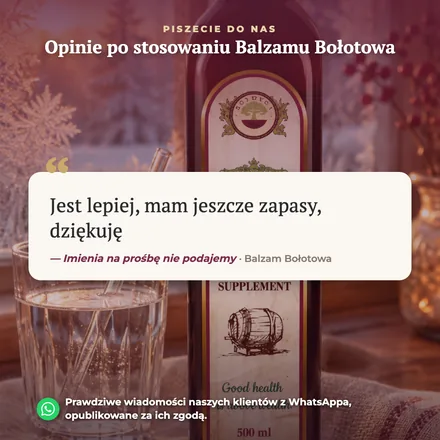 PISZECIE DO NAS
Opinie po stosowaniu Balzamu Bołotowa
“
Jest lepiej, mam jeszcze zapasy,
dziękuję
— Imienia na prośbę nie podajemy · Balzam Bołotowa
SUPPLEMENT
Good health
Prawdziwe wiadomości naszych klientów z WhatsAppa,
opublikowane za ich zgodą.
500 ml